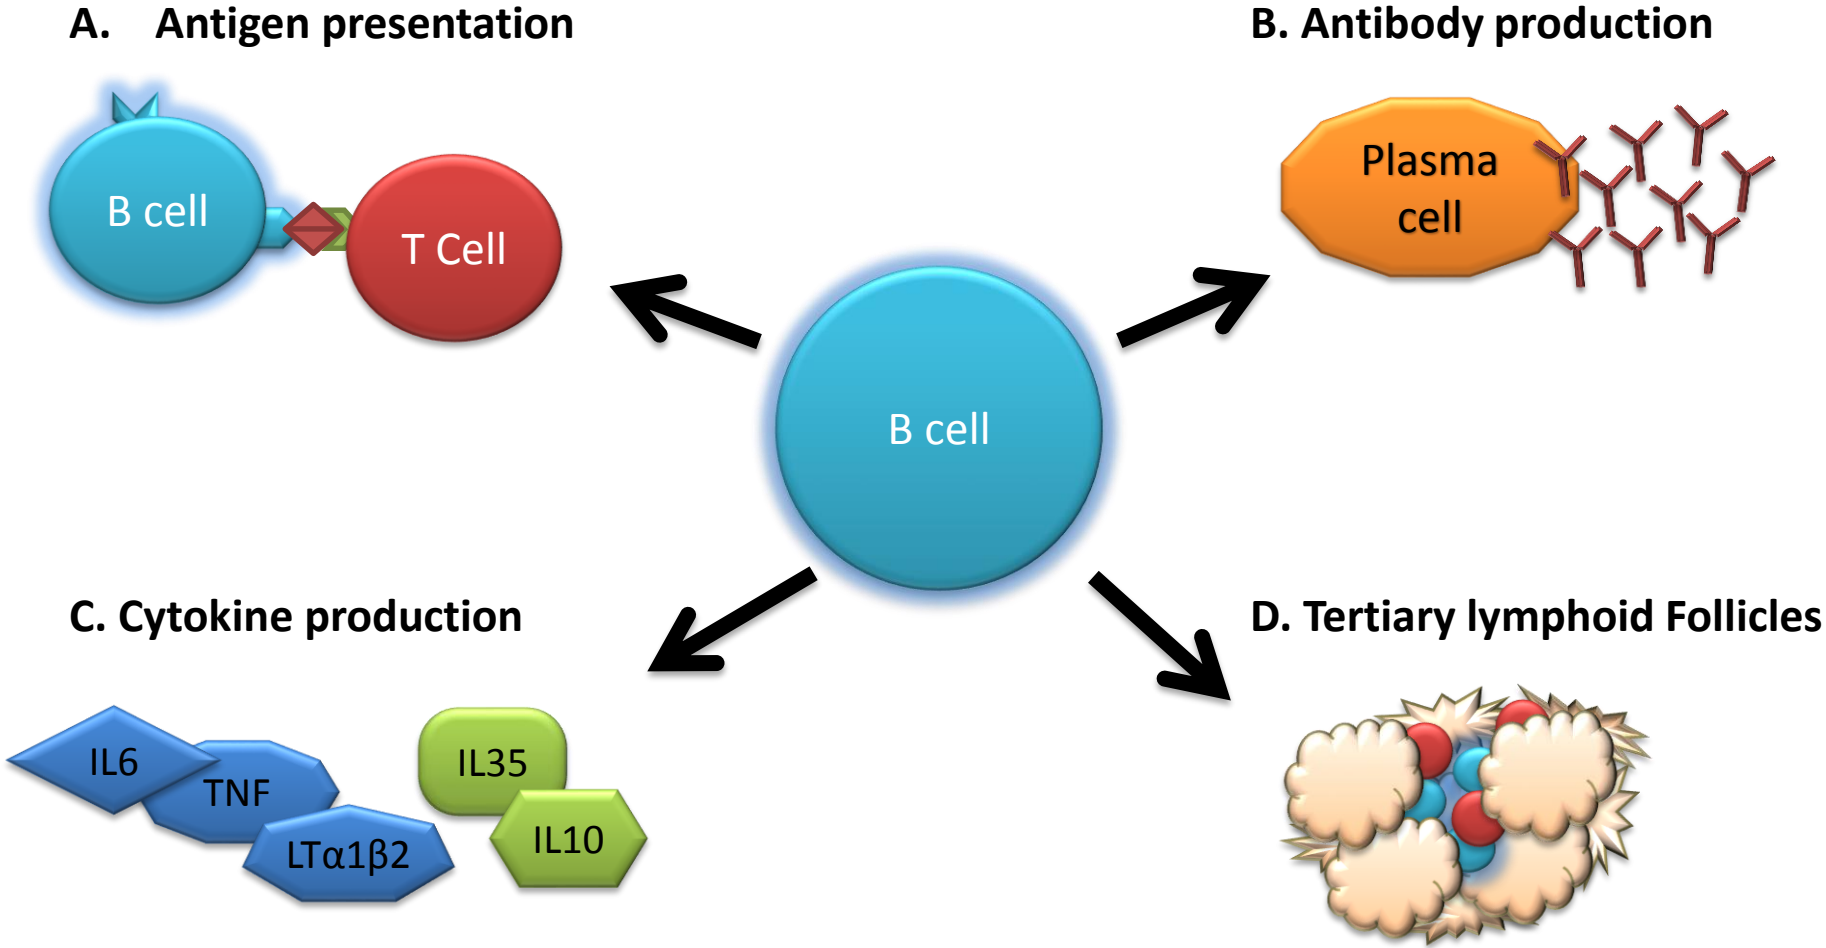 A. Antigen presentation
B. Antibody production
B cell
T Cell
Plasma
cell
B cell
C. Cytokine production
D. Tertiary lymphoid Follicles
IL6
TNF
LTα1β2
IL35
IL10